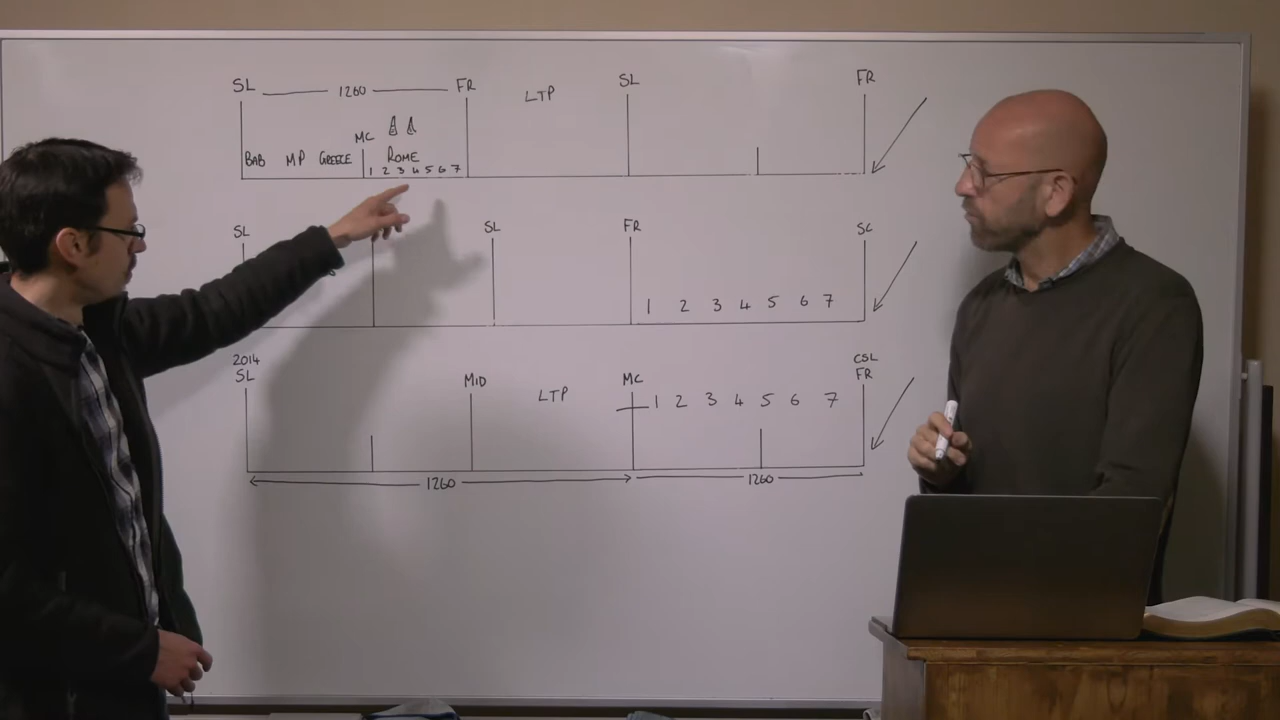 SL 1260 FR LTP SL FR
MC
BAB MP GREECE ROME
1 2 3 4 5 6 7
SL SL FR SC
1 2 3 4 5 6 7
2014 CSL
SL MID LTP MC FR
1 2 3 4 5 6 7
1260 1260